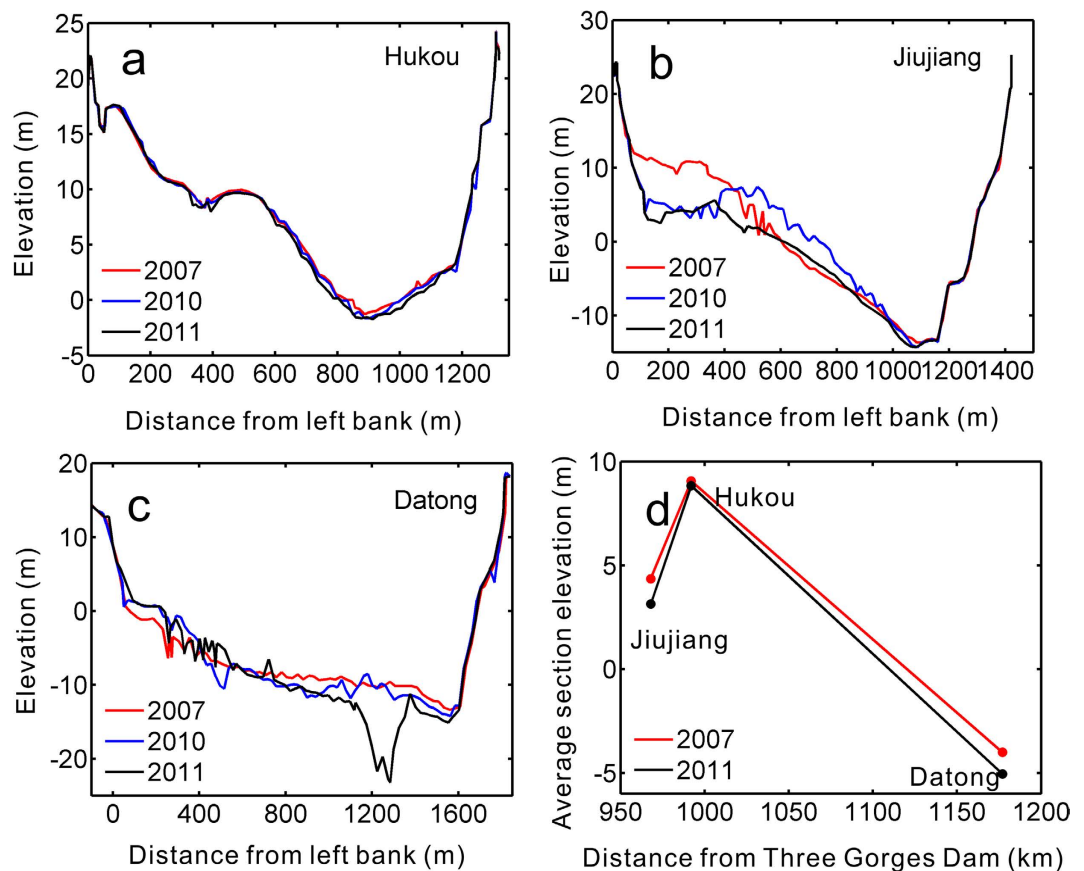 a
Hukou
25
20
15
10
5
0
-5
Elevation (m)
2007
2010
2011
0 200 400 600 800 1000 1200
Distance from left bank (m)
b
Jiujiang
30
20
10
0
-10
Elevation (m)
2007
2010
2011
0 200 400 600 800 1000 1200 1400
Distance from left bank (m)
c
Datong
20
10
0
-10
-20
Elevation (m)
2007
2010
2011
0 400 800 1200 1600
Distance from left bank (m)
d
Hukou
Jiujiang
Datong
10
5
0
-5
Average section elevation (m)
2007
2011
950 1000 1050 1100 1150 1200
Distance from Three Gorges Dam (km)